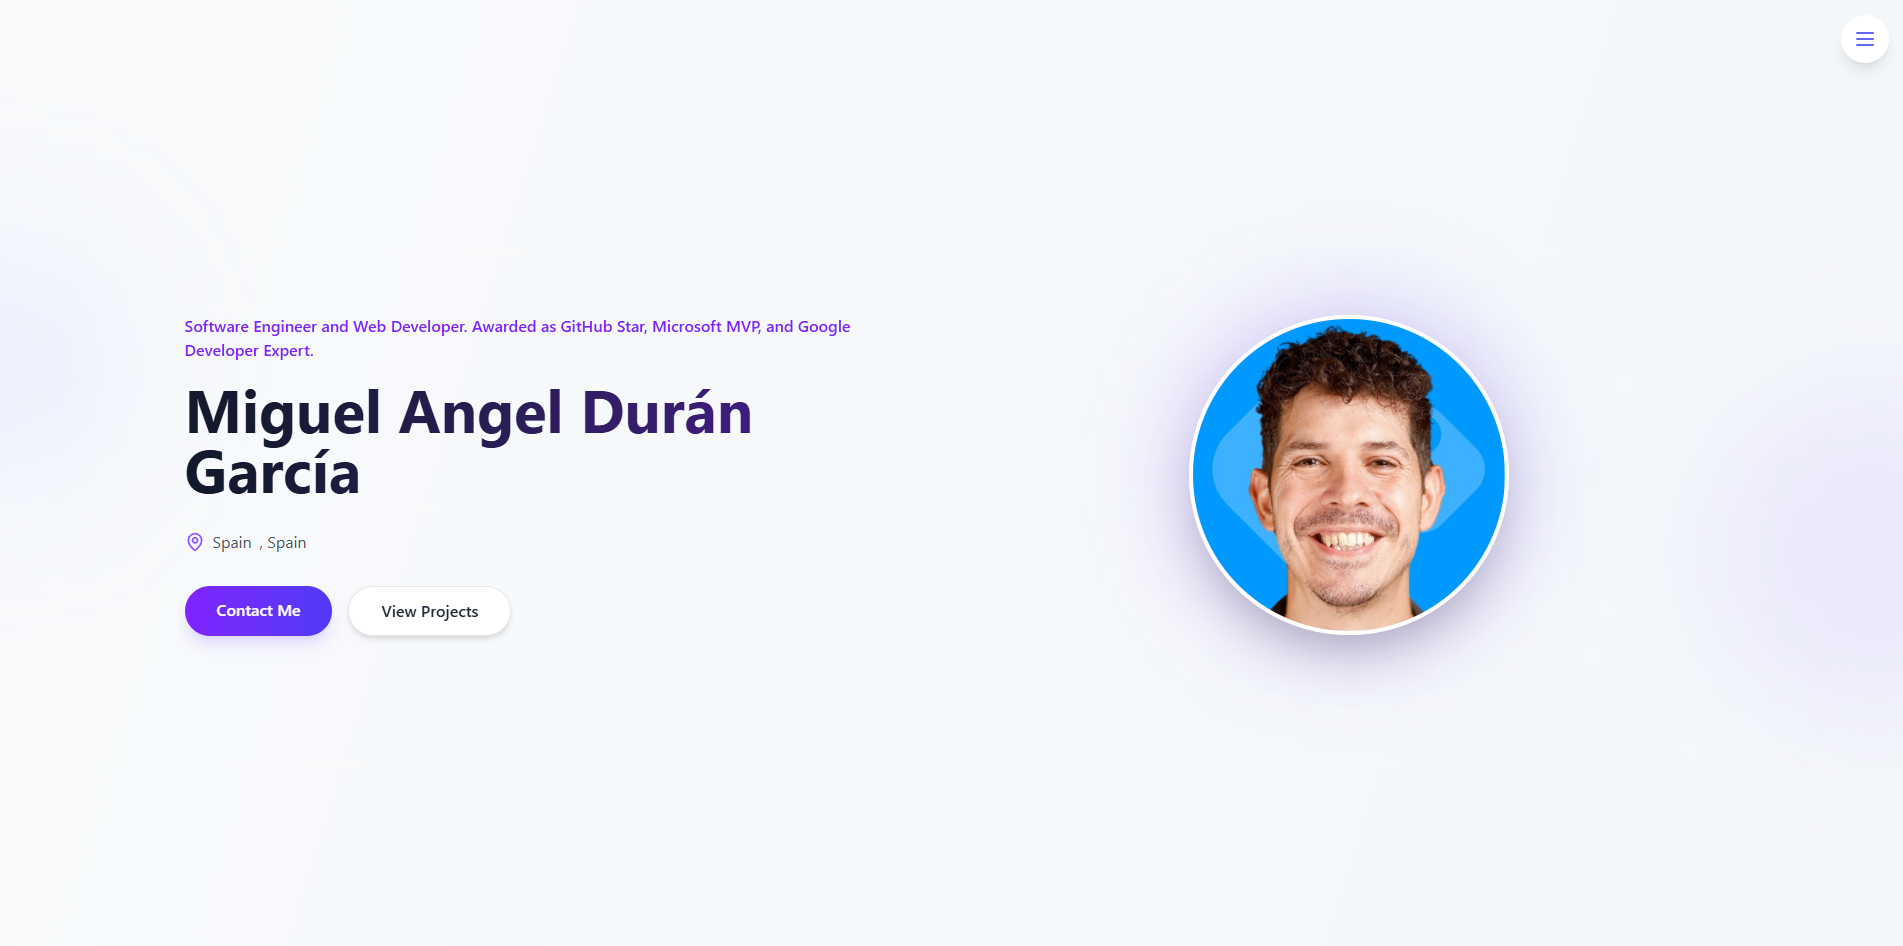 Software Engineer and Web Developer. Awarded as GitHub Star, Microsoft MVP, and Google
Developer Expert.
Miguel Angel Durán
García
Spain , Spain
Contact Me
View Projects